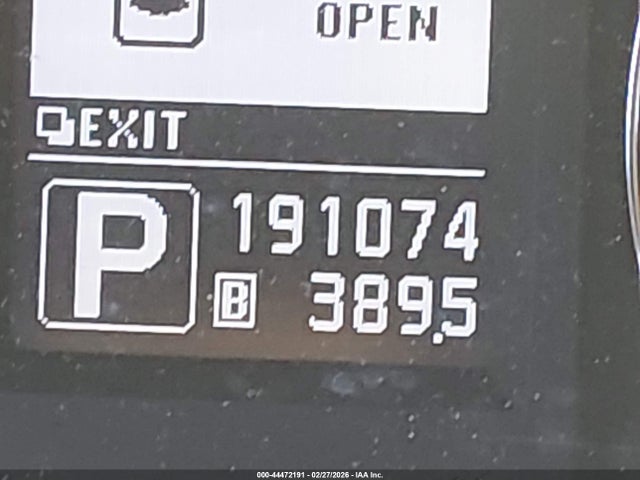 OPEN
EXIT
P 191074
B 389.5
000-44472191 - 02/27/2026 - IAA Inc.